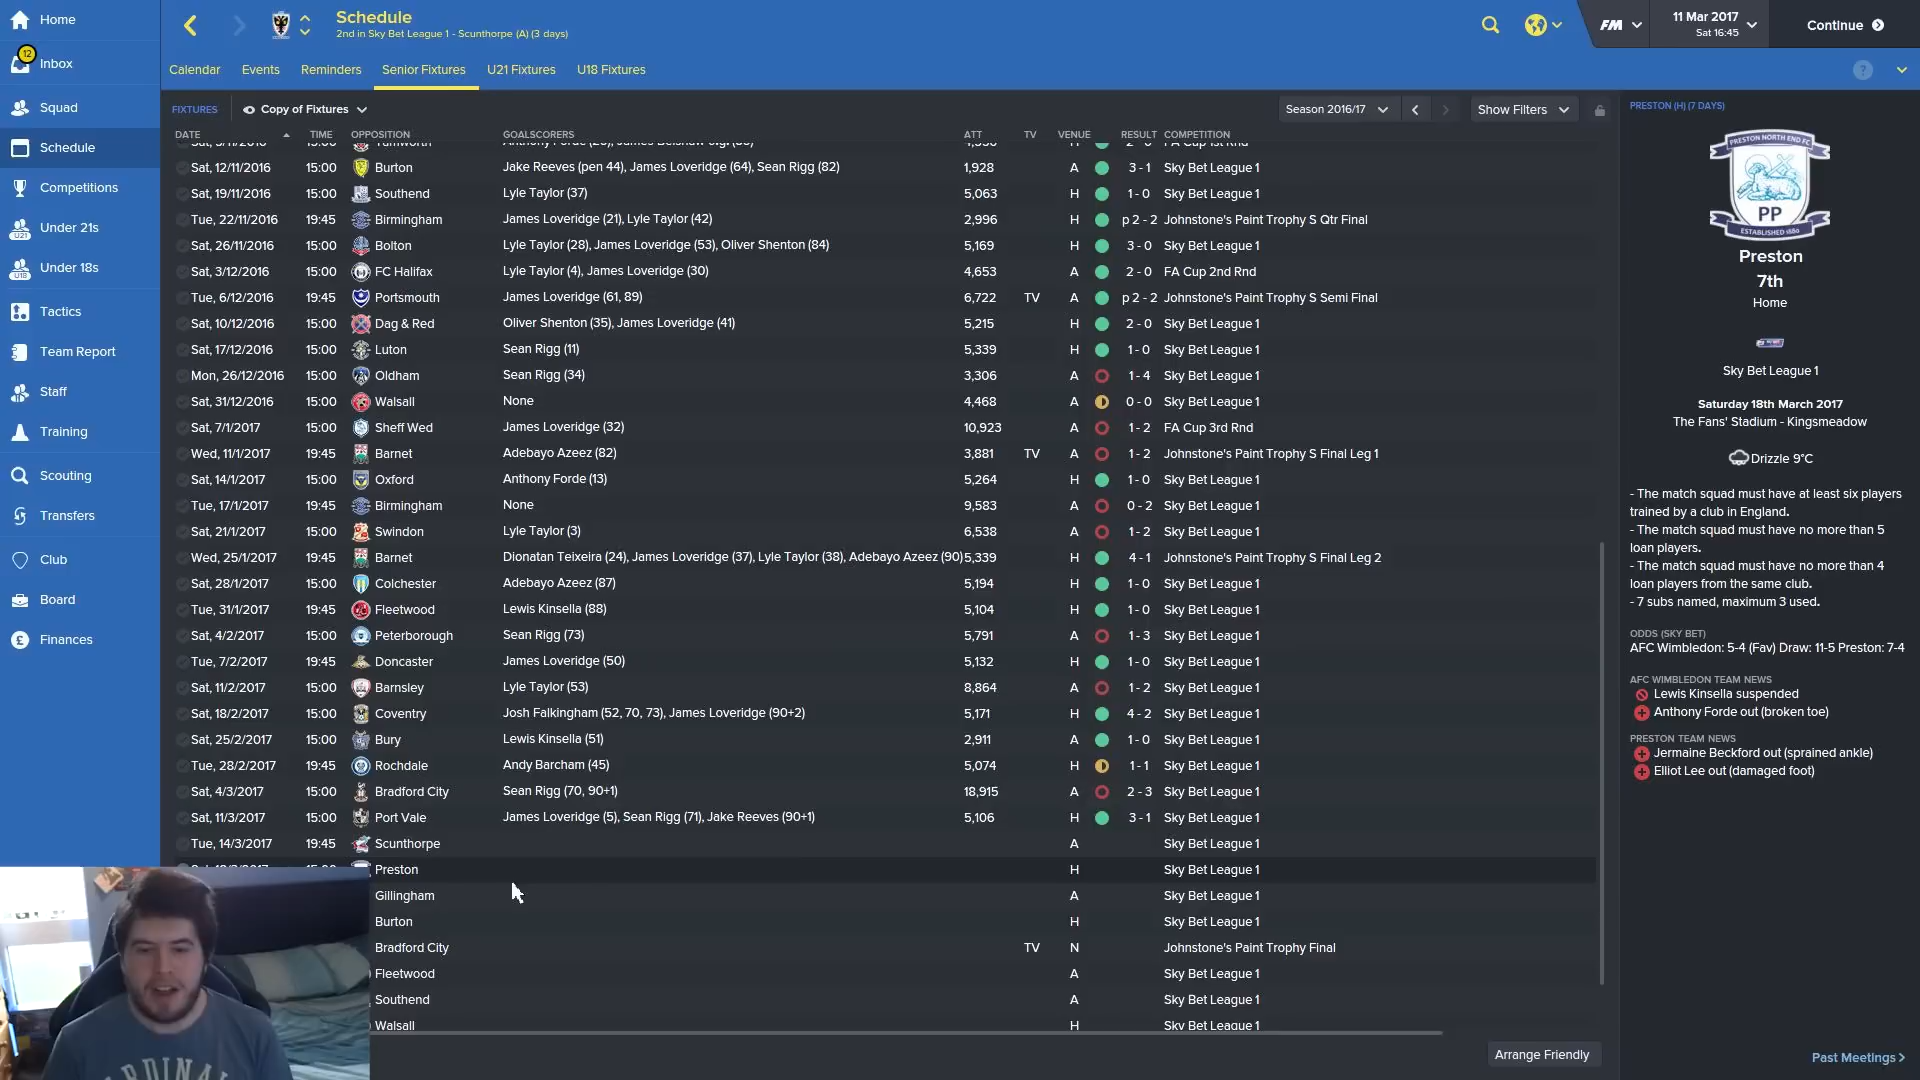 Home
12
Inbox
Squad
Schedule
Competitions
Under 21s
Under 18s
Tactics
Team Report
Staff
Training
Scouting
Transfers
Club
Board
Finances
Schedule
2nd in Sky Bet League 1 - Scunthorpe (A) (3 days)
FM
11 Mar 2017
Sat 16:45
Continue
Calendar Events Reminders Senior Fixtures U21 Fixtures U18 Fixtures
FIXTURES Copy of Fixtures Season 2016/17 Show Filters
DATE TIME OPPOSITION GOALSCORERS ATT TV VENUE RESULT COMPETITION
Sat, 12/11/2016 15:00 Burton Jake Reeves (pen 44), James Loveridge (64), Sean Rigg (82) 1,928 A 3 - 1 Sky Bet League 1
Sat, 19/11/2016 15:00 Southend Lyle Taylor (37) 5,063 H 1 - 0 Sky Bet League 1
Tue, 22/11/2016 19:45 Birmingham James Loveridge (21), Lyle Taylor (42) 2,996 H p 2 - 2 Johnstone's Paint Trophy S Qtr Final
Sat, 26/11/2016 15:00 Bolton Lyle Taylor (28), James Loveridge (53), Oliver Shenton (84) 5,169 H 3 - 0 Sky Bet League 1
Sat, 3/12/2016 15:00 FC Halifax Lyle Taylor (4), James Loveridge (30) 4,653 A 2 - 0 FA Cup 2nd Rnd
Tue, 6/12/2016 19:45 Portsmouth James Loveridge (61, 89) 6,722 TV A p 2 - 2 Johnstone's Paint Trophy S Semi Final
Sat, 10/12/2016 15:00 Dag & Red Oliver Shenton (35), James Loveridge (41) 5,215 H 2 - 0 Sky Bet League 1
Sat, 17/12/2016 15:00 Luton Sean Rigg (11) 5,339 H 1 - 0 Sky Bet League 1
Mon, 26/12/2016 15:00 Oldham Sean Rigg (34) 3,306 A 1 - 4 Sky Bet League 1
Sat, 31/12/2016 15:00 Walsall None 4,468 A 0 - 0 Sky Bet League 1
Sat, 7/1/2017 15:00 Sheff Wed James Loveridge (32) 10,923 A 1 - 2 FA Cup 3rd Rnd
Wed, 11/1/2017 19:45 Barnet Adebayo Azeez (82) 3,881 TV A 1 - 2 Johnstone's Paint Trophy S Final Leg 1
Sat, 14/1/2017 15:00 Oxford Anthony Forde (13) 5,264 H 1 - 0 Sky Bet League 1
Tue, 17/1/2017 19:45 Birmingham None 9,583 A 0 - 2 Sky Bet League 1
Sat, 21/1/2017 15:00 Swindon Lyle Taylor (3) 6,538 A 1 - 2 Sky Bet League 1
Wed, 25/1/2017 19:45 Barnet Dionatan Teixeira (24), James Loveridge (37), Lyle Taylor (38), Adebayo Azeez (90) 5,339 H 4 - 1 Johnstone's Paint Trophy S Final Leg 2
Sat, 28/1/2017 15:00 Colchester Adebayo Azeez (87) 5,194 H 1 - 0 Sky Bet League 1
Tue, 31/1/2017 19:45 Fleetwood Lewis Kinsella (88) 5,104 H 1 - 0 Sky Bet League 1
Sat, 4/2/2017 15:00 Peterborough Sean Rigg (73) 5,791 A 1 - 3 Sky Bet League 1
Tue, 7/2/2017 19:45 Doncaster James Loveridge (50) 5,132 H 1 - 0 Sky Bet League 1
Sat, 11/2/2017 15:00 Barnsley Lyle Taylor (53) 8,864 A 1 - 2 Sky Bet League 1
Sat, 18/2/2017 15:00 Coventry Josh Falkingham (52, 70, 73), James Loveridge (90+2) 5,171 H 4 - 2 Sky Bet League 1
Sat, 25/2/2017 15:00 Bury Lewis Kinsella (51) 2,911 A 1 - 0 Sky Bet League 1
Tue, 28/2/2017 19:45 Rochdale Andy Barcham (45) 5,074 H 1 - 1 Sky Bet League 1
Sat, 4/3/2017 15:00 Bradford City Sean Rigg (70, 90+1) 18,915 A 2 - 3 Sky Bet League 1
Sat, 11/3/2017 15:00 Port Vale James Loveridge (5), Sean Rigg (71), Jake Reeves (90+1) 5,106 H 3 - 1 Sky Bet League 1
Tue, 14/3/2017 19:45 Scunthorpe A Sky Bet League 1
Preston H Sky Bet League 1
Gillingham A Sky Bet League 1
Burton H Sky Bet League 1
Bradford City TV N Johnstone's Paint Trophy Final
Fleetwood A Sky Bet League 1
Southend A Sky Bet League 1
Walsall H Sky Bet League 1
Arrange Friendly
PRESTON (H) (7 DAYS)
PRESTON NORTH END FC
PP
ESTABLISHED 1880
Preston
7th
Home
Sky Bet League 1
Saturday 18th March 2017
The Fans' Stadium - Kingsmeadow
Drizzle 9°C
- The match squad must have at least six players
trained by a club in England.
- The match squad must have no more than 5
loan players.
- The match squad must have no more than 4
loan players from the same club.
- 7 subs named, maximum 3 used.
ODDS (SKY BET)
AFC Wimbledon: 5-4 (Fav) Draw: 11-5 Preston: 7-4
AFC WIMBLEDON TEAM NEWS
Lewis Kinsella suspended
Anthony Forde out (broken toe)
PRESTON TEAM NEWS
Jermaine Beckford out (sprained ankle)
Elliot Lee out (damaged foot)
Past Meetings >